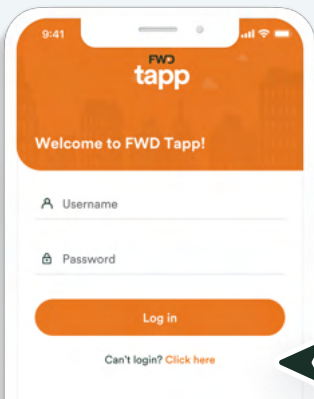 9:41
FWD
tapp
Welcome to FWD Tapp!
Username
Password
Log in
Can't login? Click here